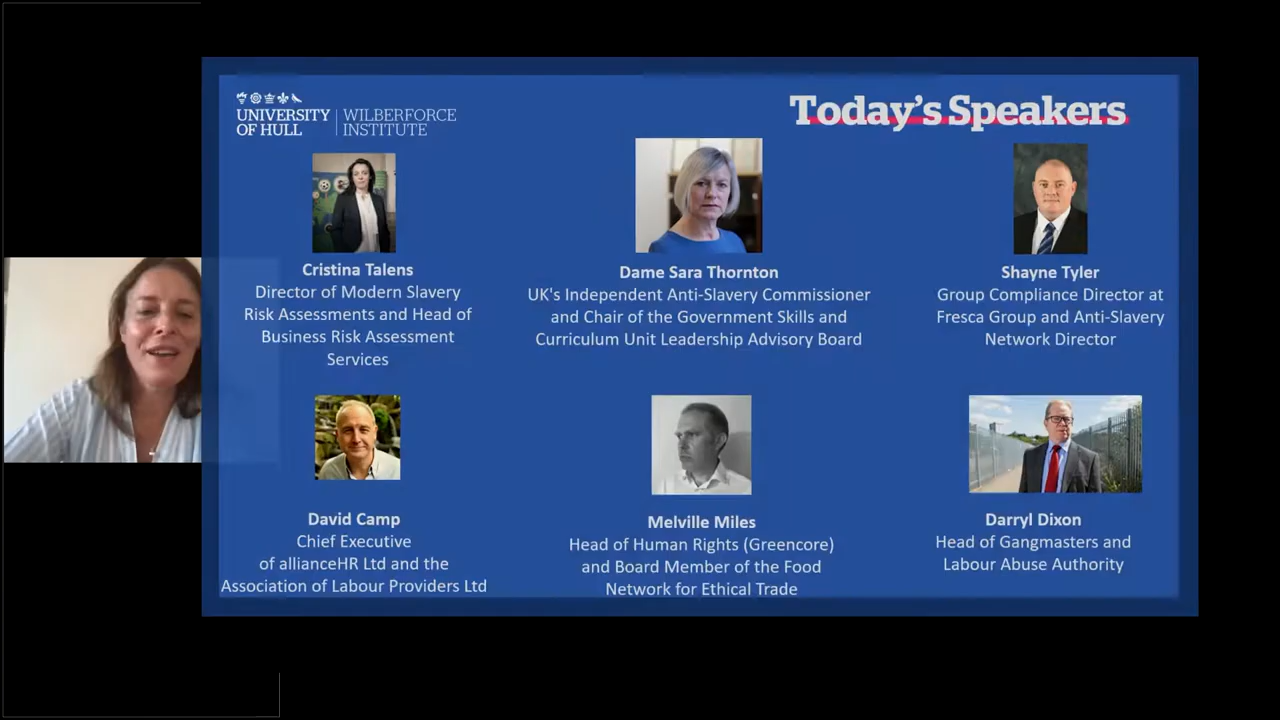 UNIVERSITY
OF HULL
WILBERFORCE
INSTITUTE
Today's Speakers
Cristina Talens
Director of Modern Slavery
Risk Assessments and Head of
Business Risk Assessment
Services
Dame Sara Thornton
UK's Independent Anti-Slavery Commissioner
and Chair of the Government Skills and
Curriculum Unit Leadership Advisory Board
Shayne Tyler
Group Compliance Director at
Fresca Group and Anti-Slavery
Network Director
David Camp
Chief Executive
of allianceHR Ltd and the
Association of Labour Providers Ltd
Melville Miles
Head of Human Rights (Greencore)
and Board Member of the Food
Network for Ethical Trade
Darryl Dixon
Head of Gangmasters and
Labour Abuse Authority